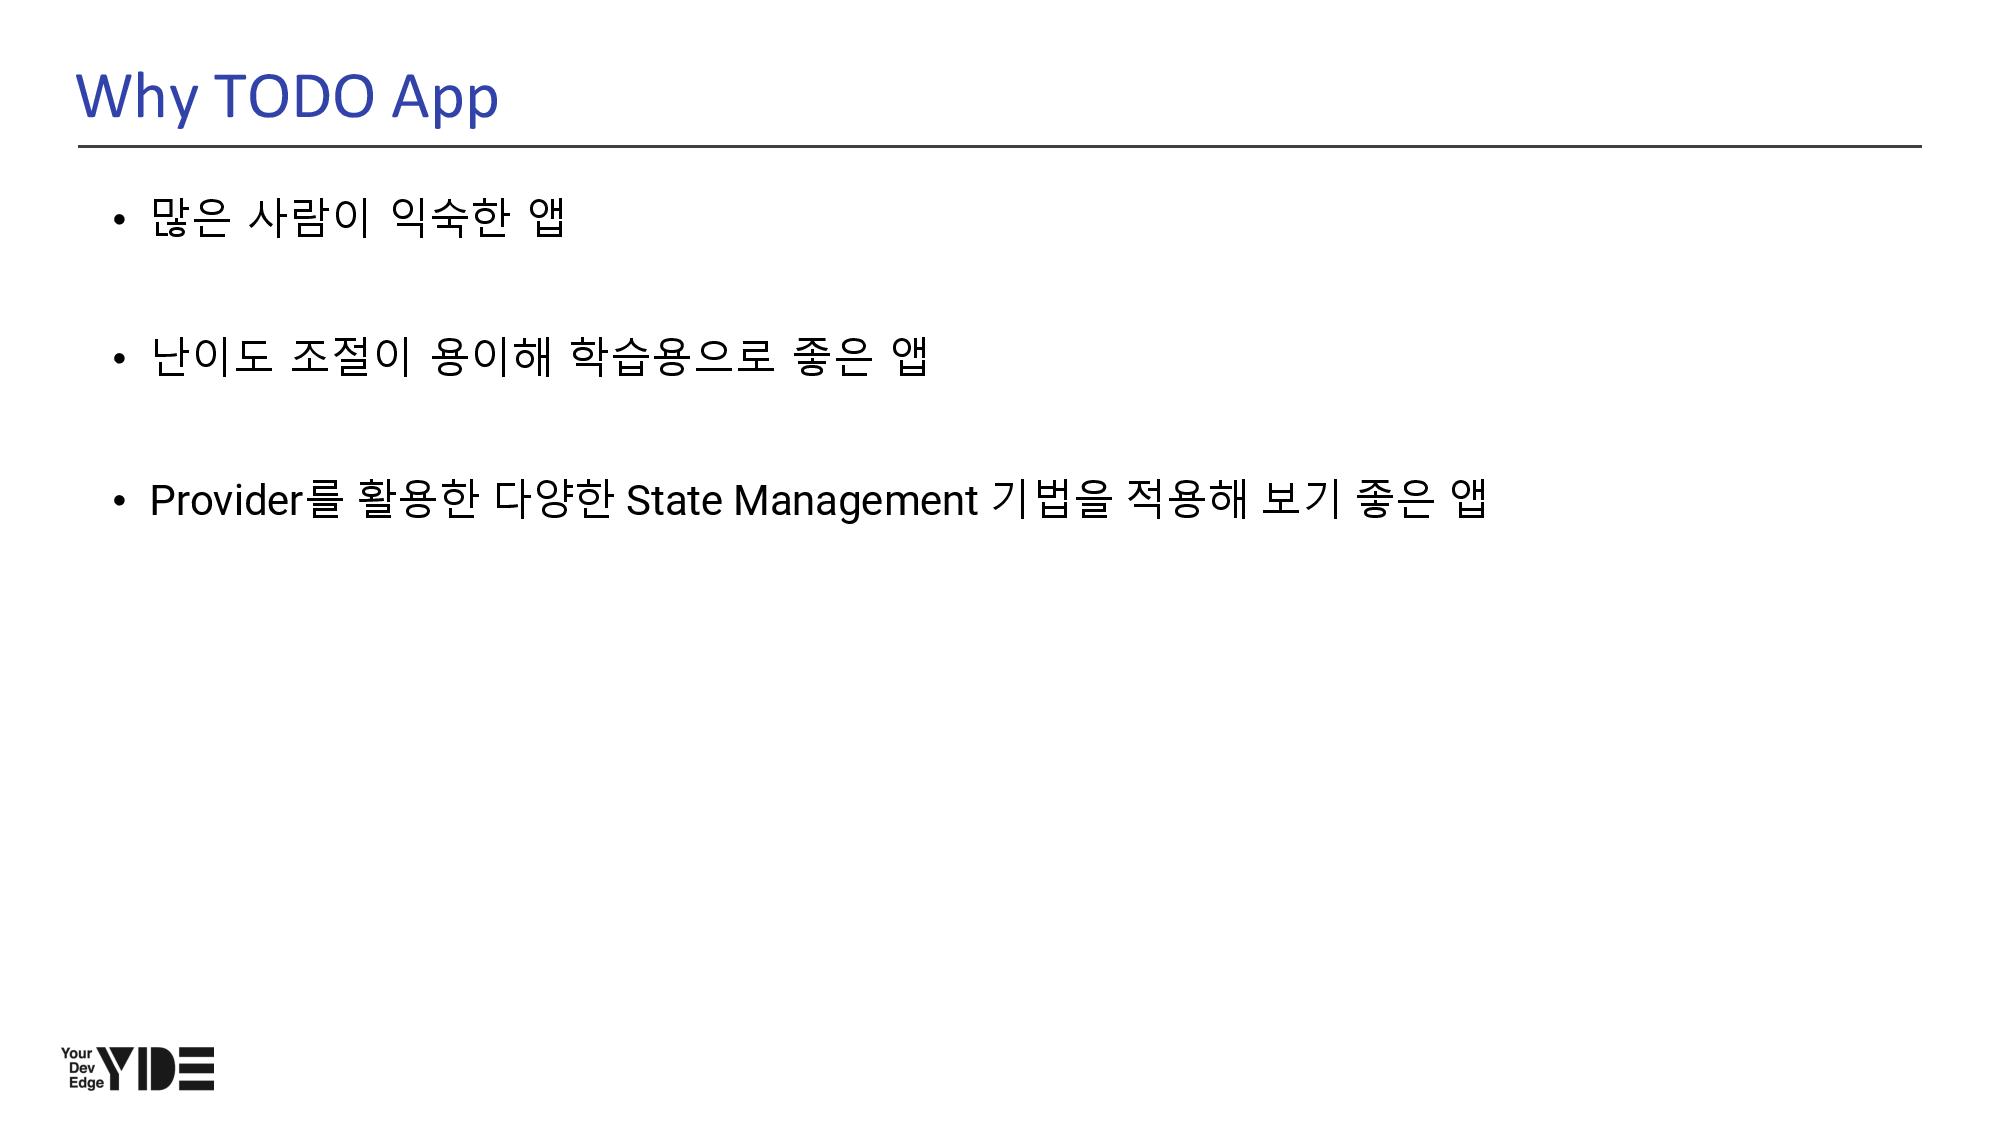 Why TODO App
• 많은 사람이 익숙한 앱
• 난이도 조절이 용이해 학습용으로 좋은 앱
• Provider를 활용한 다양한 State Management 기법을 적용해 보기 좋은 앱
Your
Dev
Edge
YDE